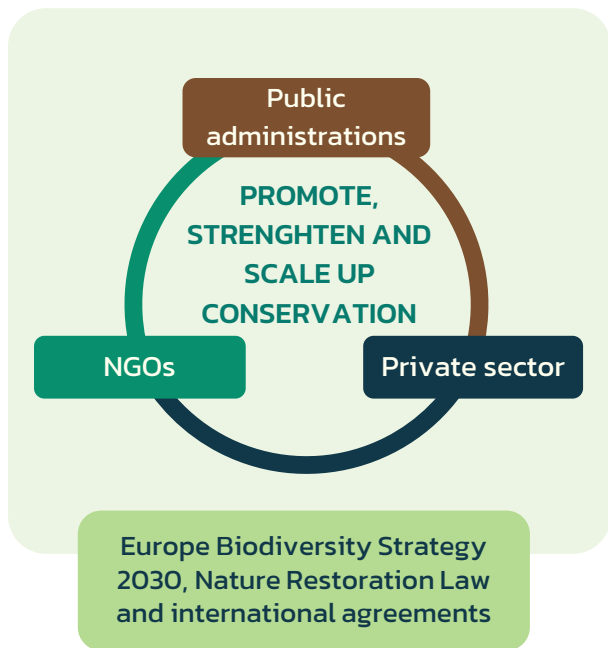 Public
administrations
PROMOTE,
STRENGHTEN AND
SCALE UP
CONSERVATION
NGOs
Private sector
Europe Biodiversity Strategy
2030, Nature Restoration Law
and international agreements